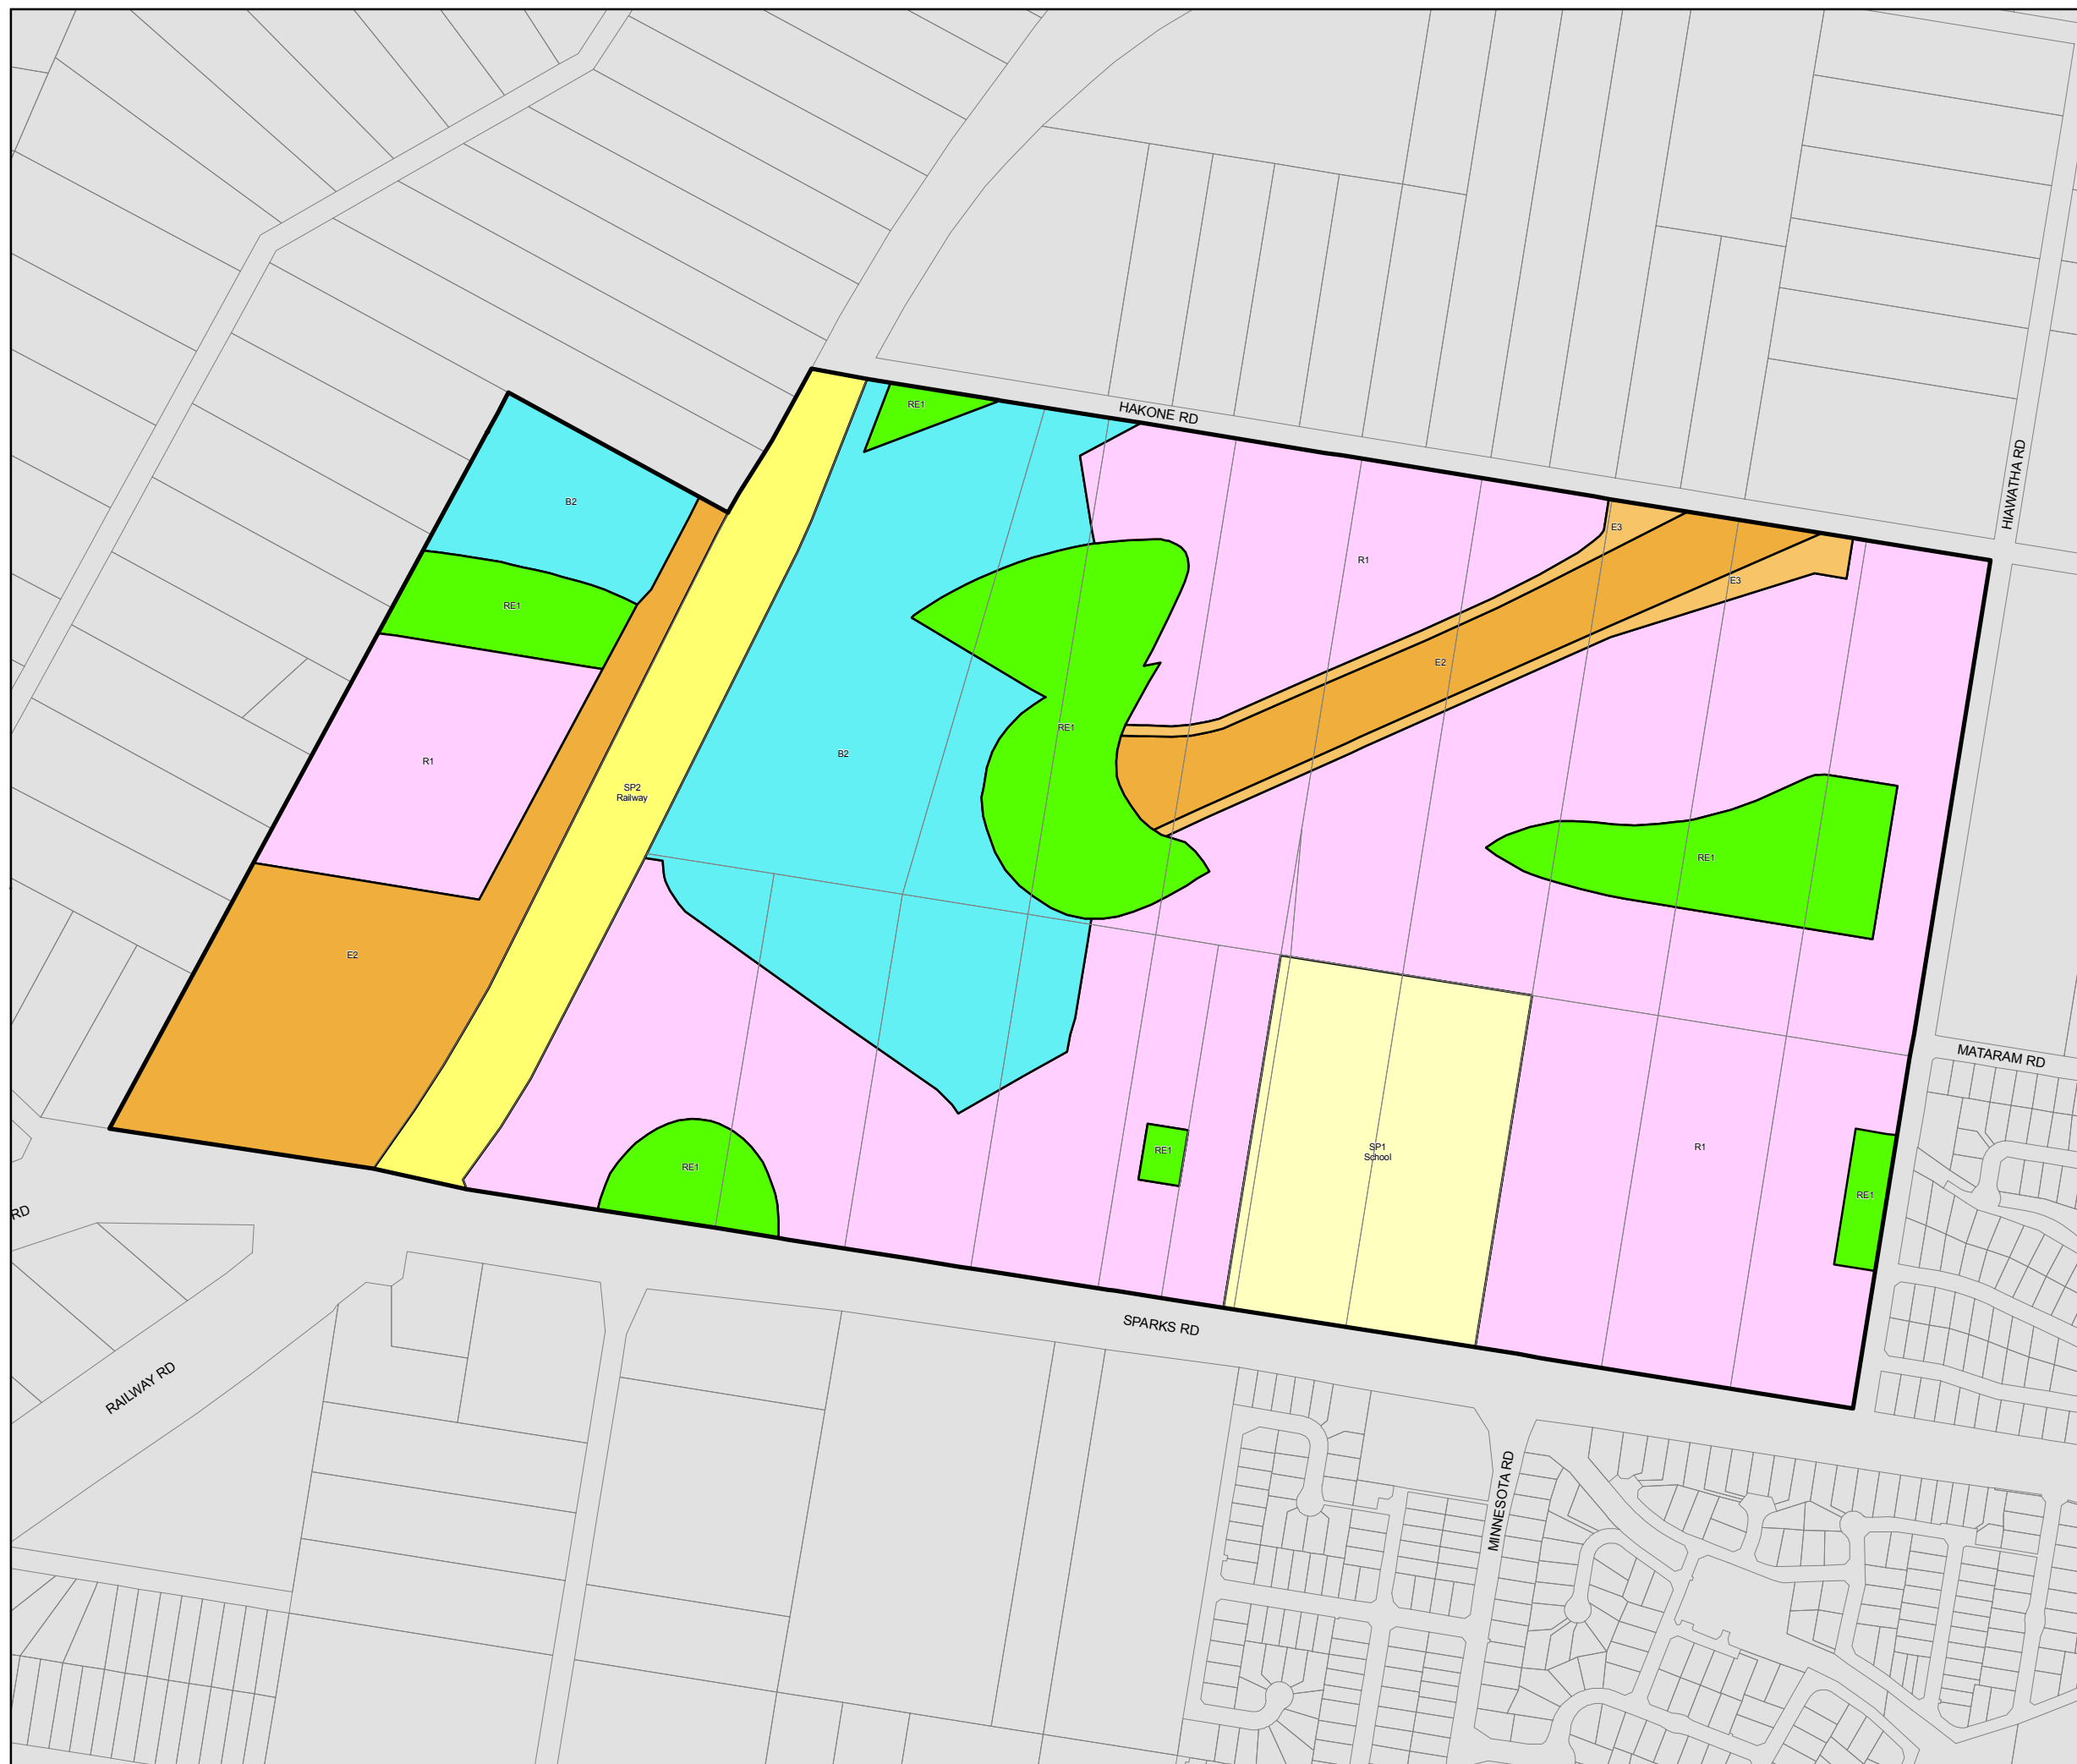 RE1
HAKONE RD
HIAWATHA RD
B2
E3
R1
E3
RE1
E2
RE1
B2
R1
SP2
Railway
RE1
E2
MATARAM RD
RE1
SP1
School
R1
RE1
RE1
RD
SPARKS RD
RAILWAY RD
MINNESOTA RD